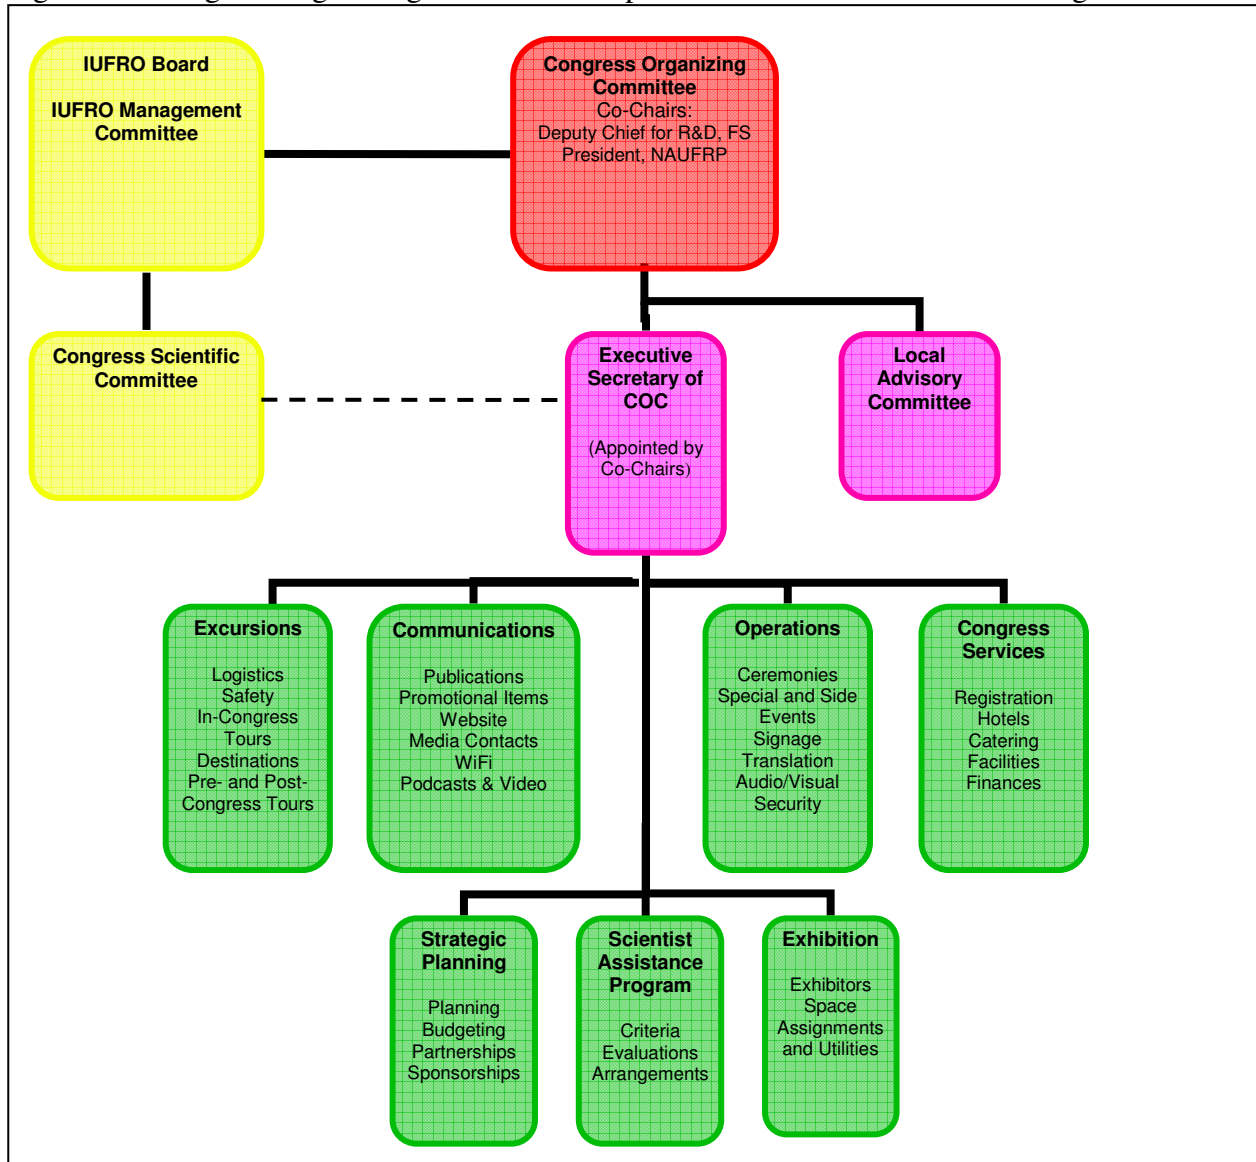 IUFRO Board
IUFRO Management
Committee
Congress Organizing
Committee
Co-Chairs:
Deputy Chief for R&D, FS
President, NAUFRP
Congress Scientific
Committee
Executive
Secretary of
COC
(Appointed by
Co-Chairs)
Local
Advisory
Committee
Excursions
Logistics
Safety
In-Congress
Tours
Destinations
Pre- and Post-
Congress Tours
Communications
Publications
Promotional Items
Website
Media Contacts
WiFi
Podcasts & Video
Operations
Ceremonies
Special and Side
Events
Signage
Translation
Audio/Visual
Security
Congress
Services
Registration
Hotels
Catering
Facilities
Finances
Strategic
Planning
Planning
Budgeting
Partnerships
Sponsorships
Scientist
Assistance
Program
Criteria
Evaluations
Arrangements
Exhibition
Exhibitors
Space
Assignments
and Utilities